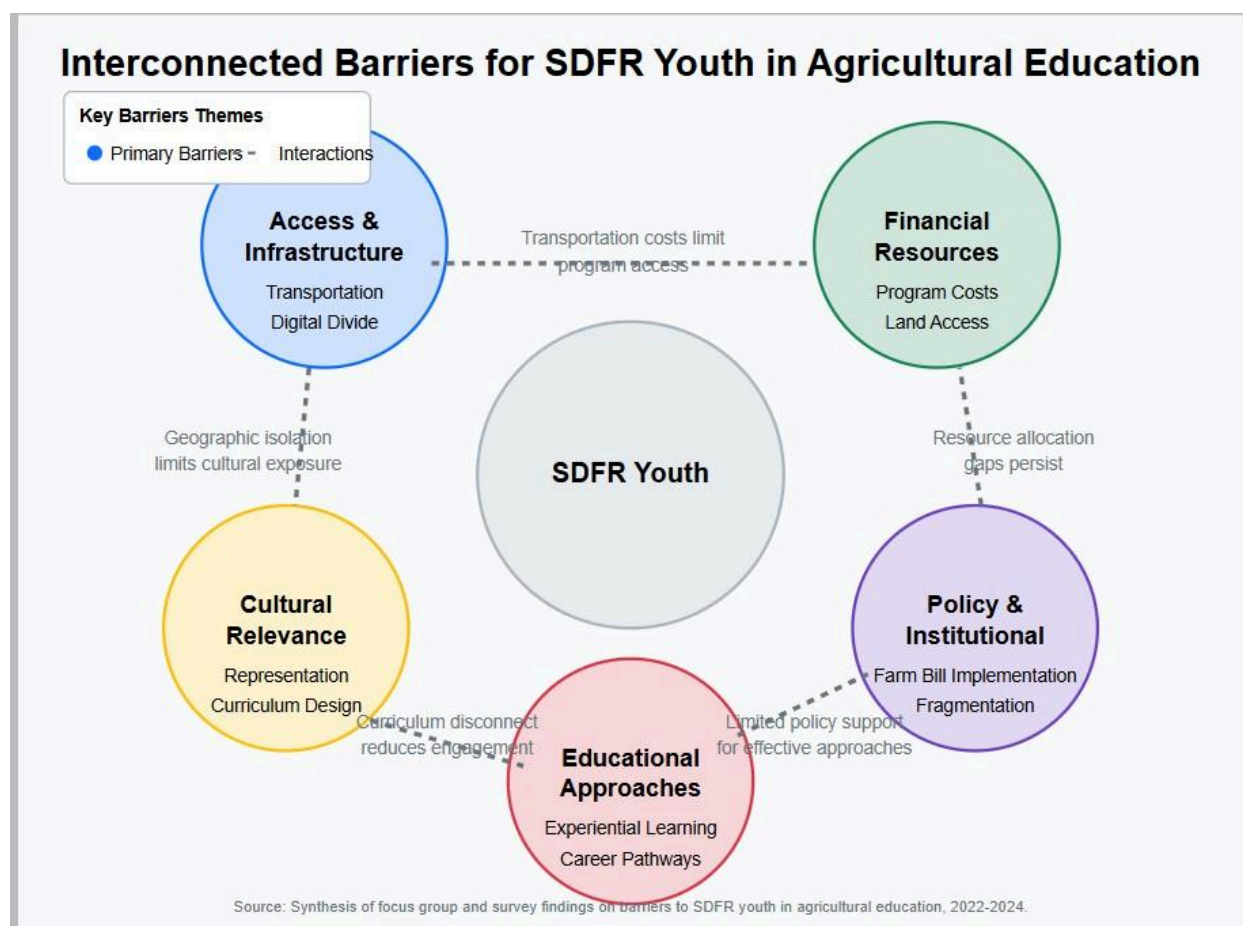 Interconnected Barriers for SDFR Youth in Agricultural Education
Key Barriers Themes
Primary Barriers
Interactions
Access &
Infrastructure
Transportation
Digital Divide
Transportation costs limit
program access
Financial
Resources
Program Costs
Land Access
Geographic isolation
limits cultural exposure
SDFR Youth
Resource allocation
gaps persist
Cultural
Relevance
Representation
Curriculum Design
Curriculum disconnect
reduces engagement
Educational
Approaches
Experiential Learning
Career Pathways
Limited policy support
for effective approaches
Policy &
Institutional
Farm Bill Implementation
Fragmentation
Source: Synthesis of focus group and survey findings on barriers to SDFR youth in agricultural education, 2022-2024.